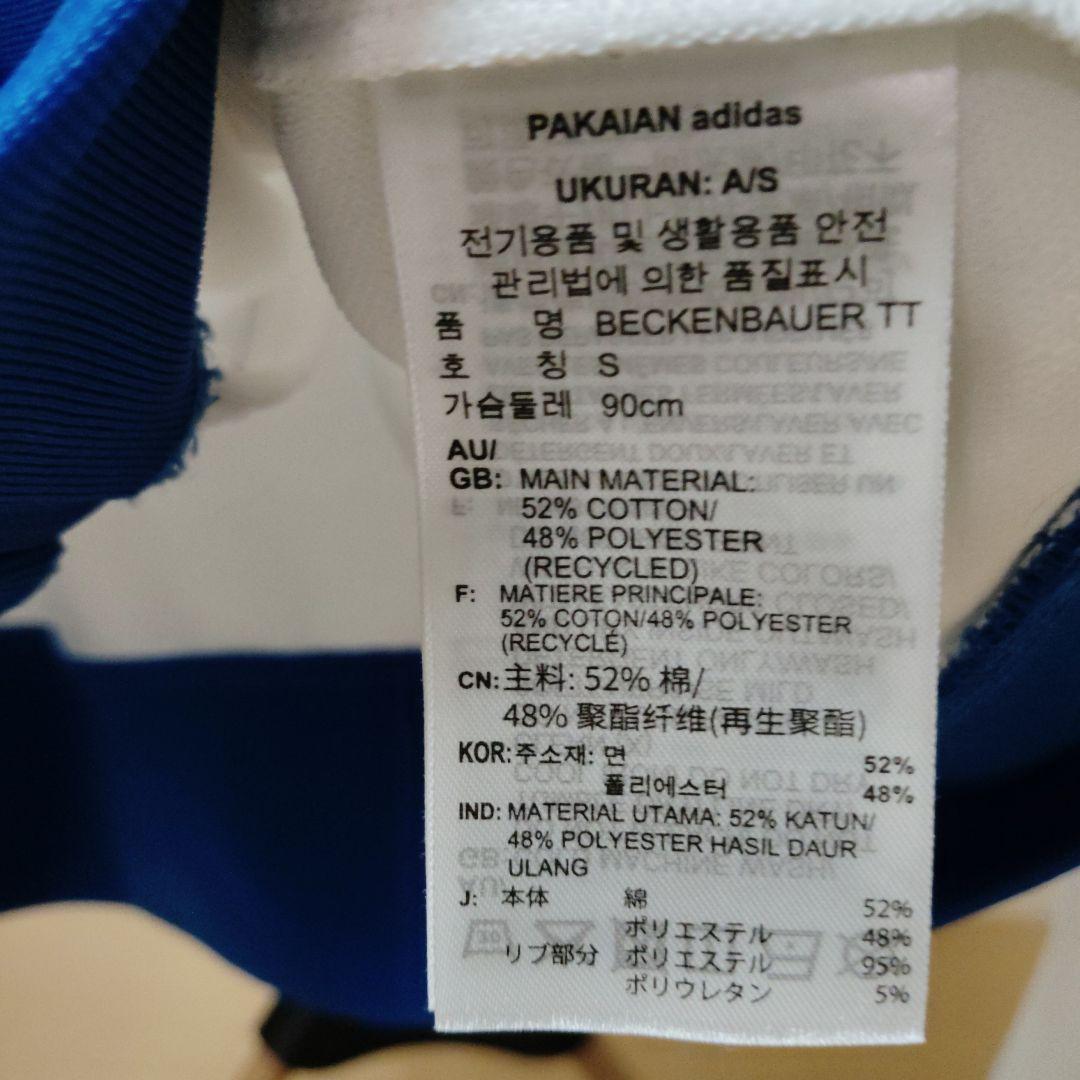 PAKAIAN adidas
UKURAN: A/S
전기용품 및 생활용품 안전
관리법에 의한 품질표시
품 명 BECKENBAUER TT
호 칭 S
가슴둘레 90cm
AU/
GB: MAIN MATERIAL:
52% COTTON/
48% POLYESTER
(RECYCLED)
F: MATIERE PRINCIPALE:
52% COTON/48% POLYESTER
(RECYCLÉ)
CN: 主料: 52% 棉/
48% 聚酯纤维(再生聚酯)
KOR: 주소재: 면 52%
폴리에스터 48%
IND: MATERIAL UTAMA: 52% KATUN/
48% POLYESTER HASIL DAUR
ULANG
J: 本体 綿 52%
ポリエステル 48%
リブ部分 ポリエステル 95%
ポリウレタン 5%